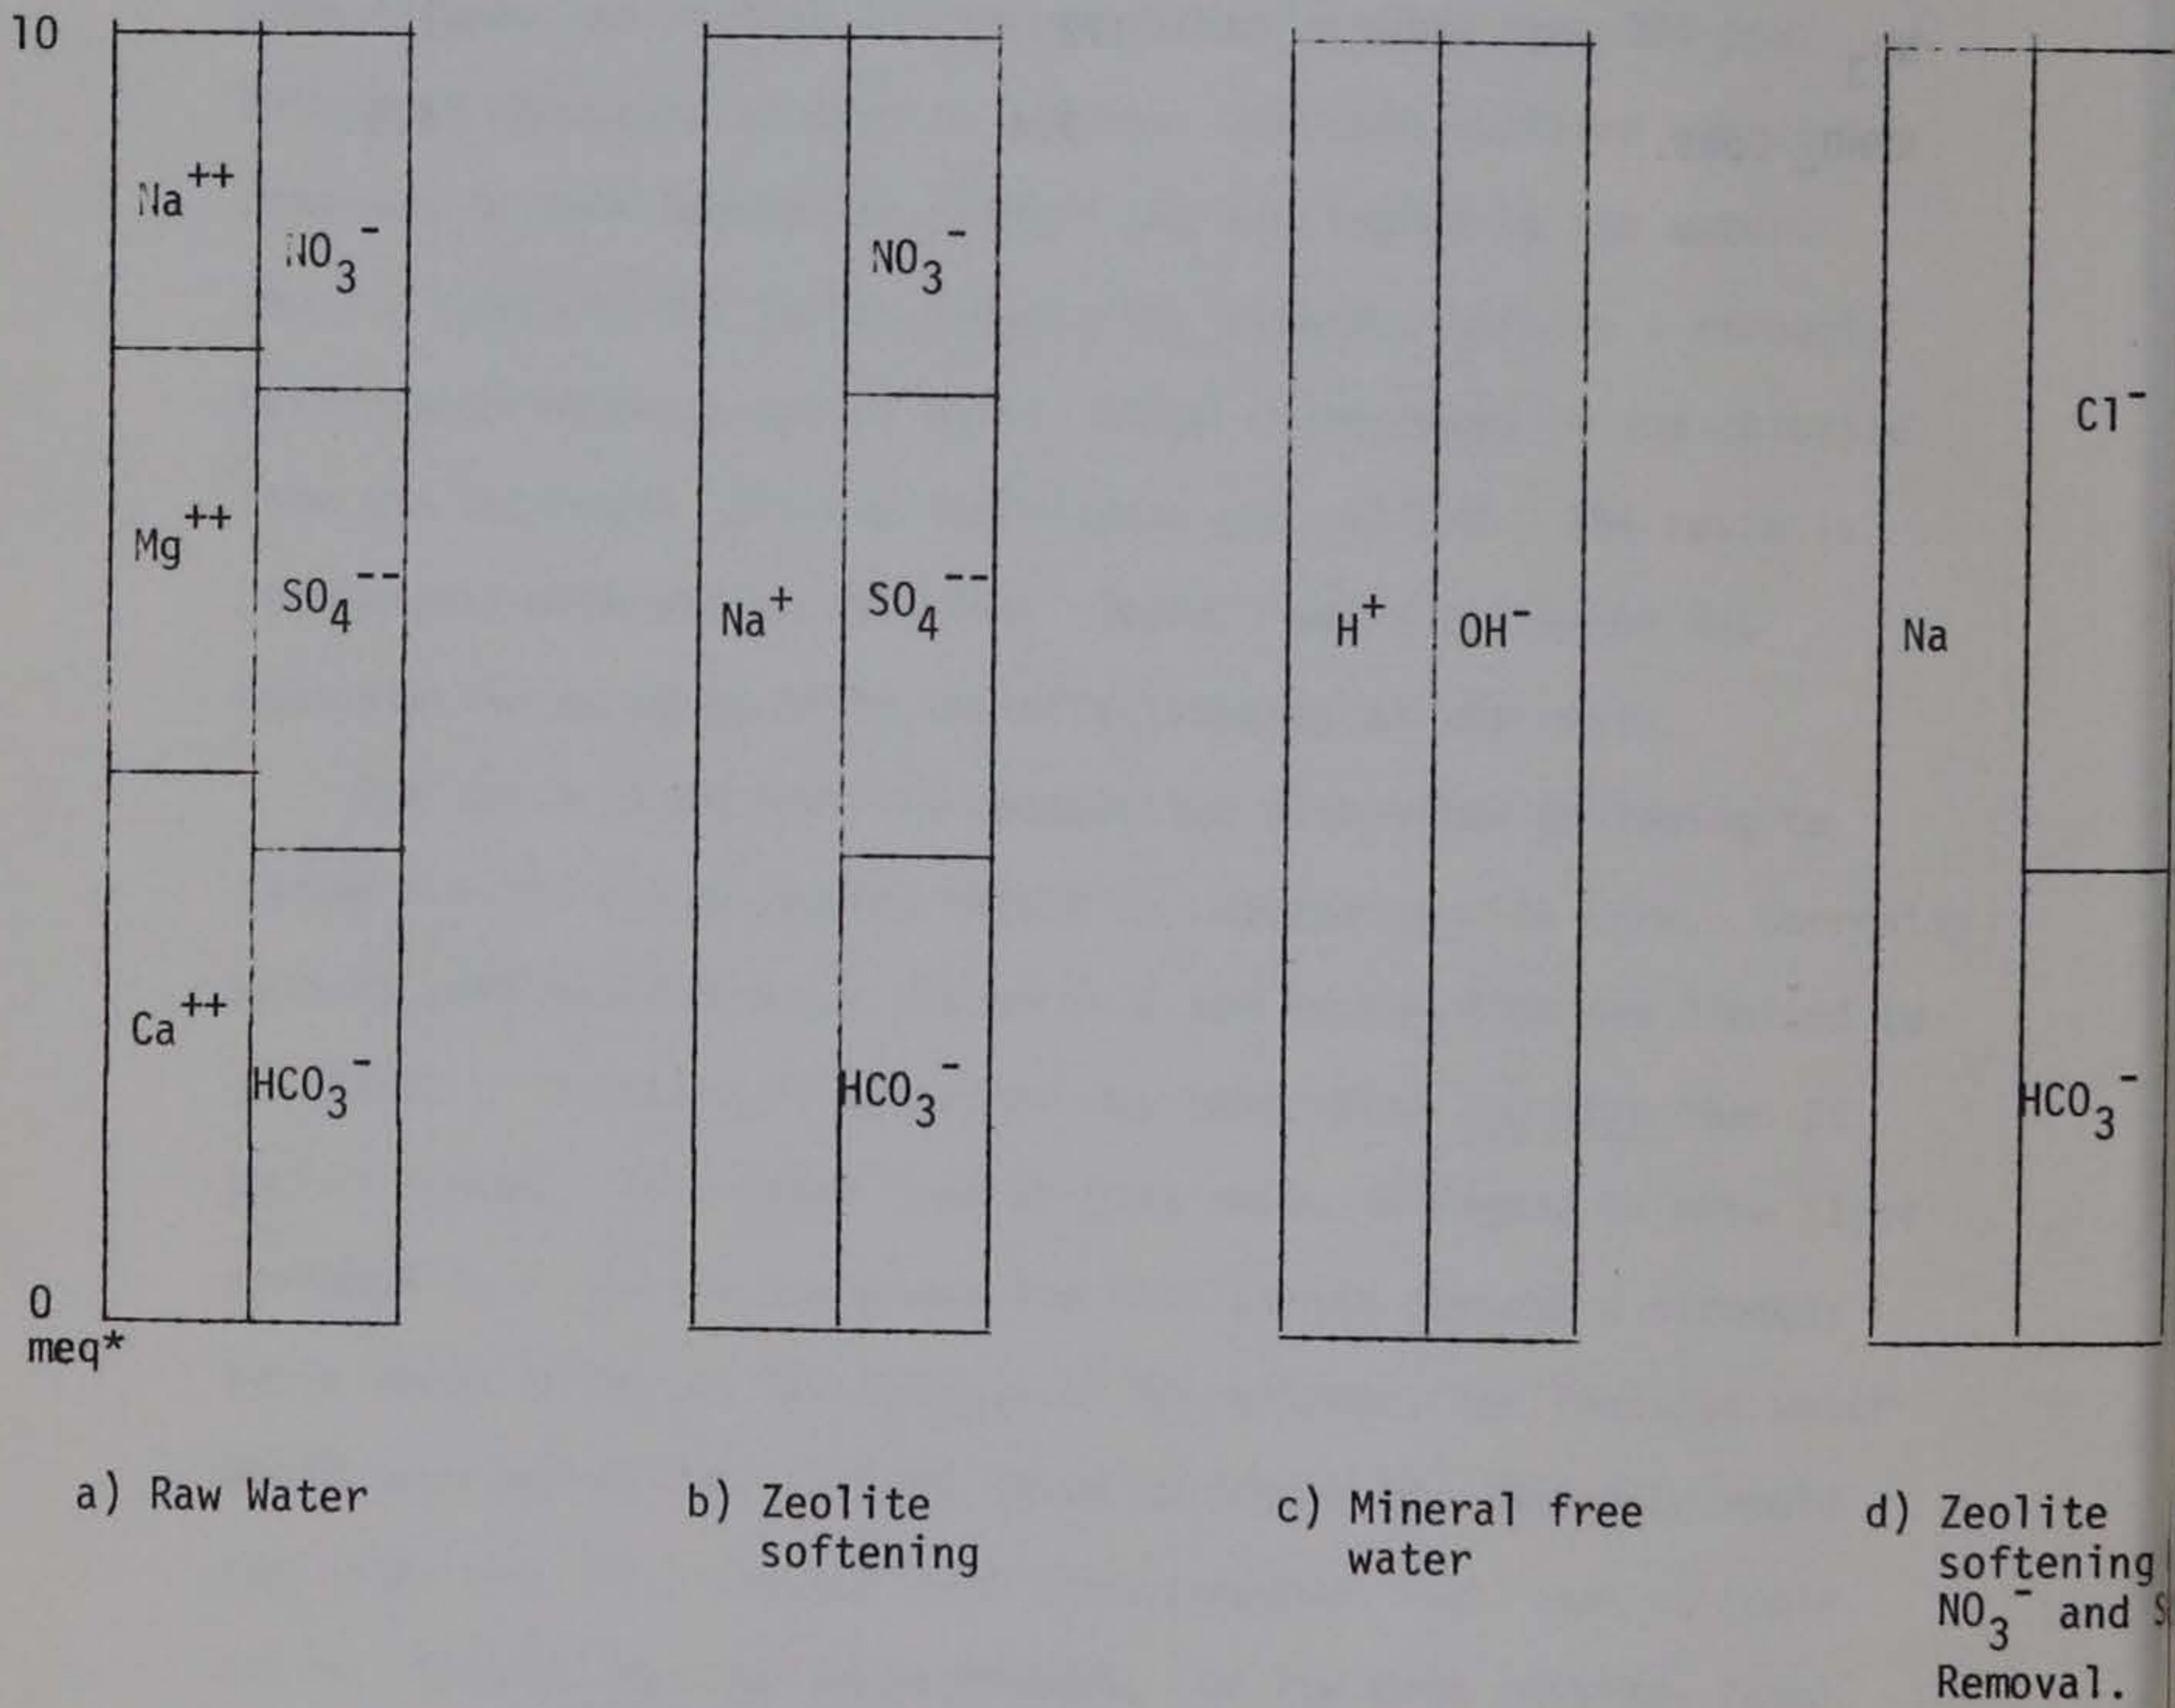 10
Na++
NO3-
Mg++
SO4--
Ca++
HCO3-
0
meq*
a) Raw Water
NO3-
Na+
SO4--
HCO3-
b) Zeolite
softening
H+
OH-
c) Mineral free
water
Cl-
Na
HCO3-
d) Zeolite
softening
NO3- and
Removal.